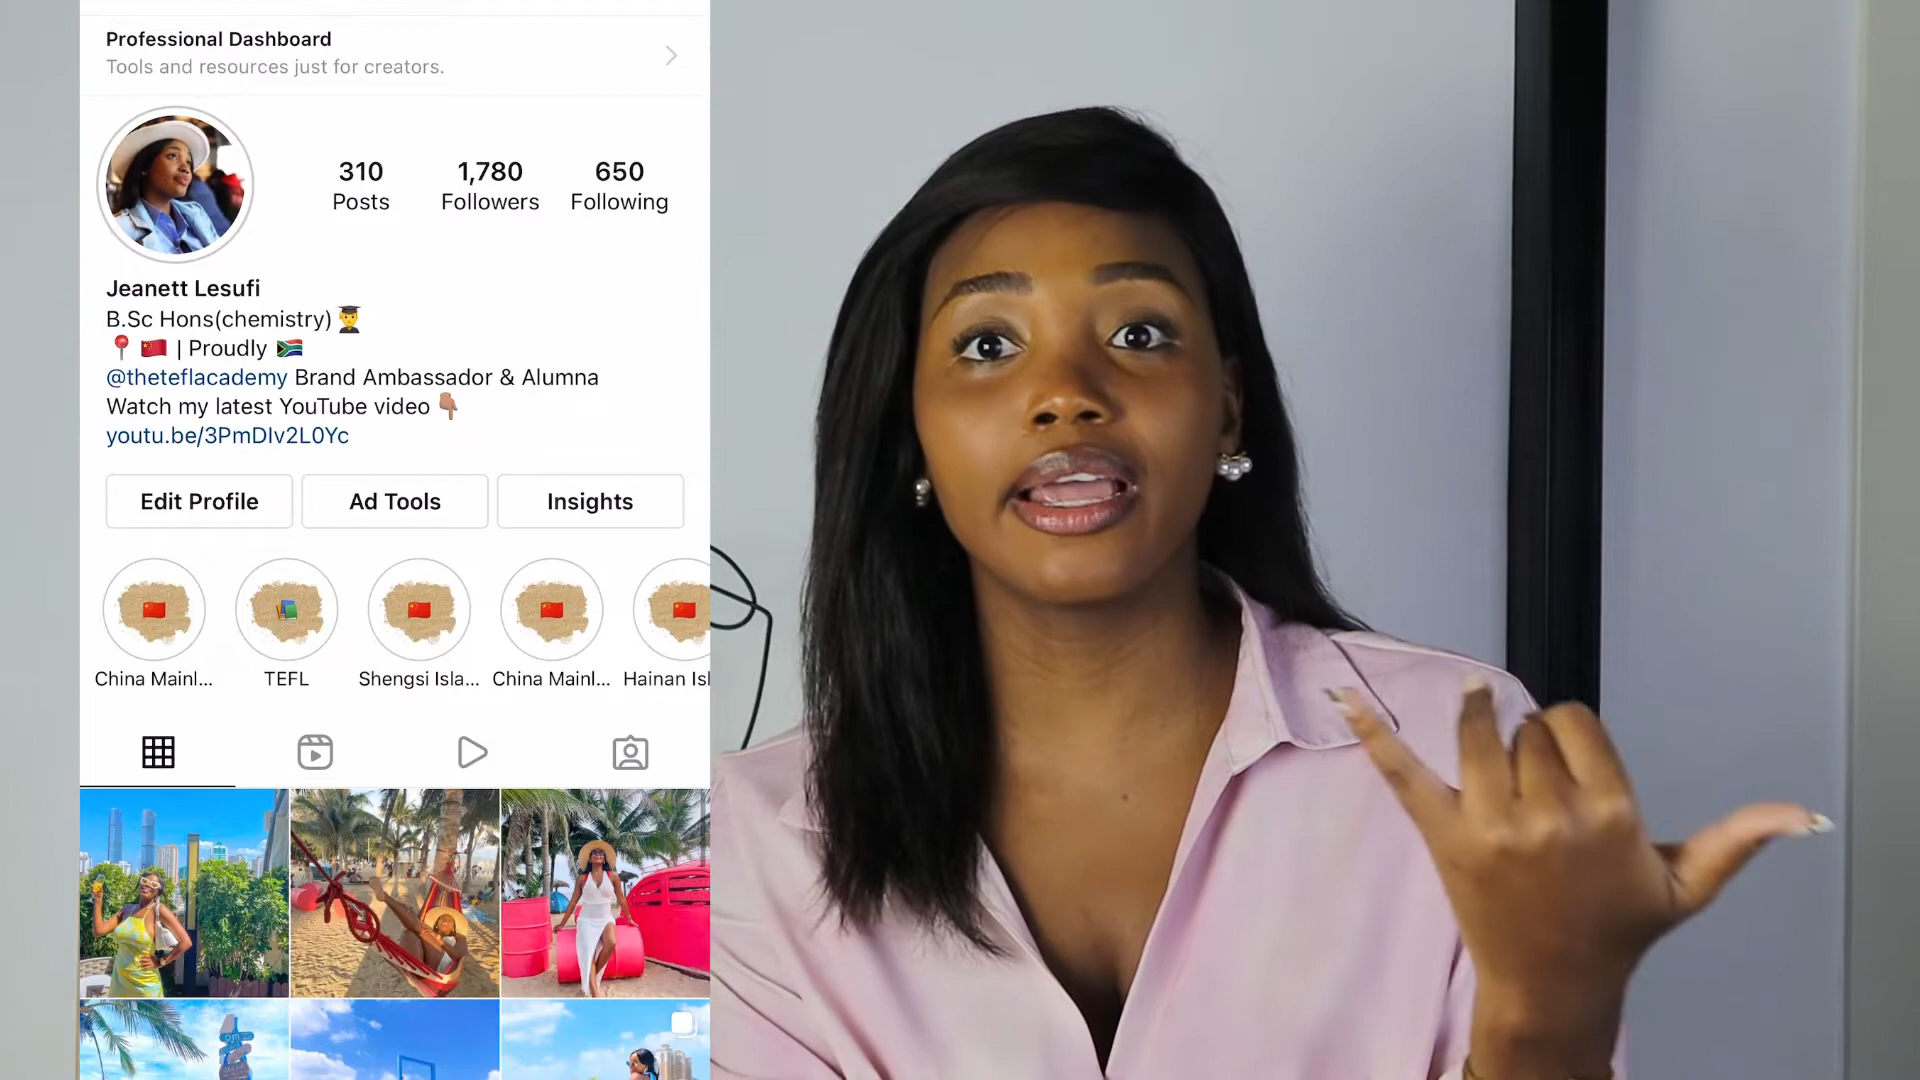 Professional Dashboard
Tools and resources just for creators.
310 1,780 650
Posts Followers Following
Jeanett Lesufi
B.Sc Hons(chemistry)
| Proudly
@theteflacademy Brand Ambassador & Alumna
Watch my latest YouTube video
youtu.be/3PmDIv2L0Yc
Edit Profile Ad Tools Insights
China Mainl... TEFL Shengsi Isla... China Mainl... Hainan Isl